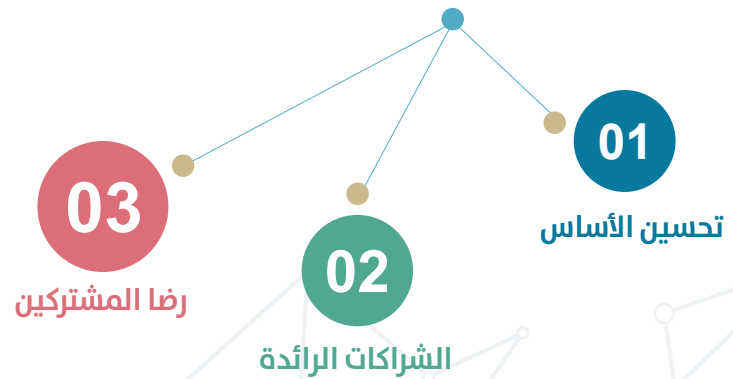 01
تحسين الأساس
02
الشراكات الرائدة
03
رضا المشتركين